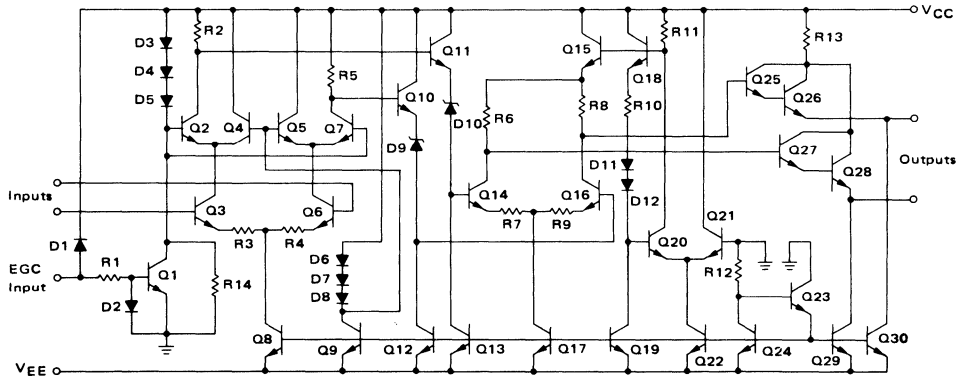 VCC
R2
R11
R13
D3
Q11
Q15
Q18
D4
R5
Q25
Q10
Q26
D5
R8
R10
D10
R6
Q2
Q4
Q5
Q7
D9
Q27
D11
Q28
Outputs
D12
Inputs
Q14
Q16
Q3
Q6
R7
R9
Q20
Q21
R3
R4
D1
D6
R12
R1
Q1
D7
Q23
EGC
Input
R14
D2
D8
Q8
Q9
Q12
Q13
Q17
Q19
Q22
Q24
Q29
Q30
VEE